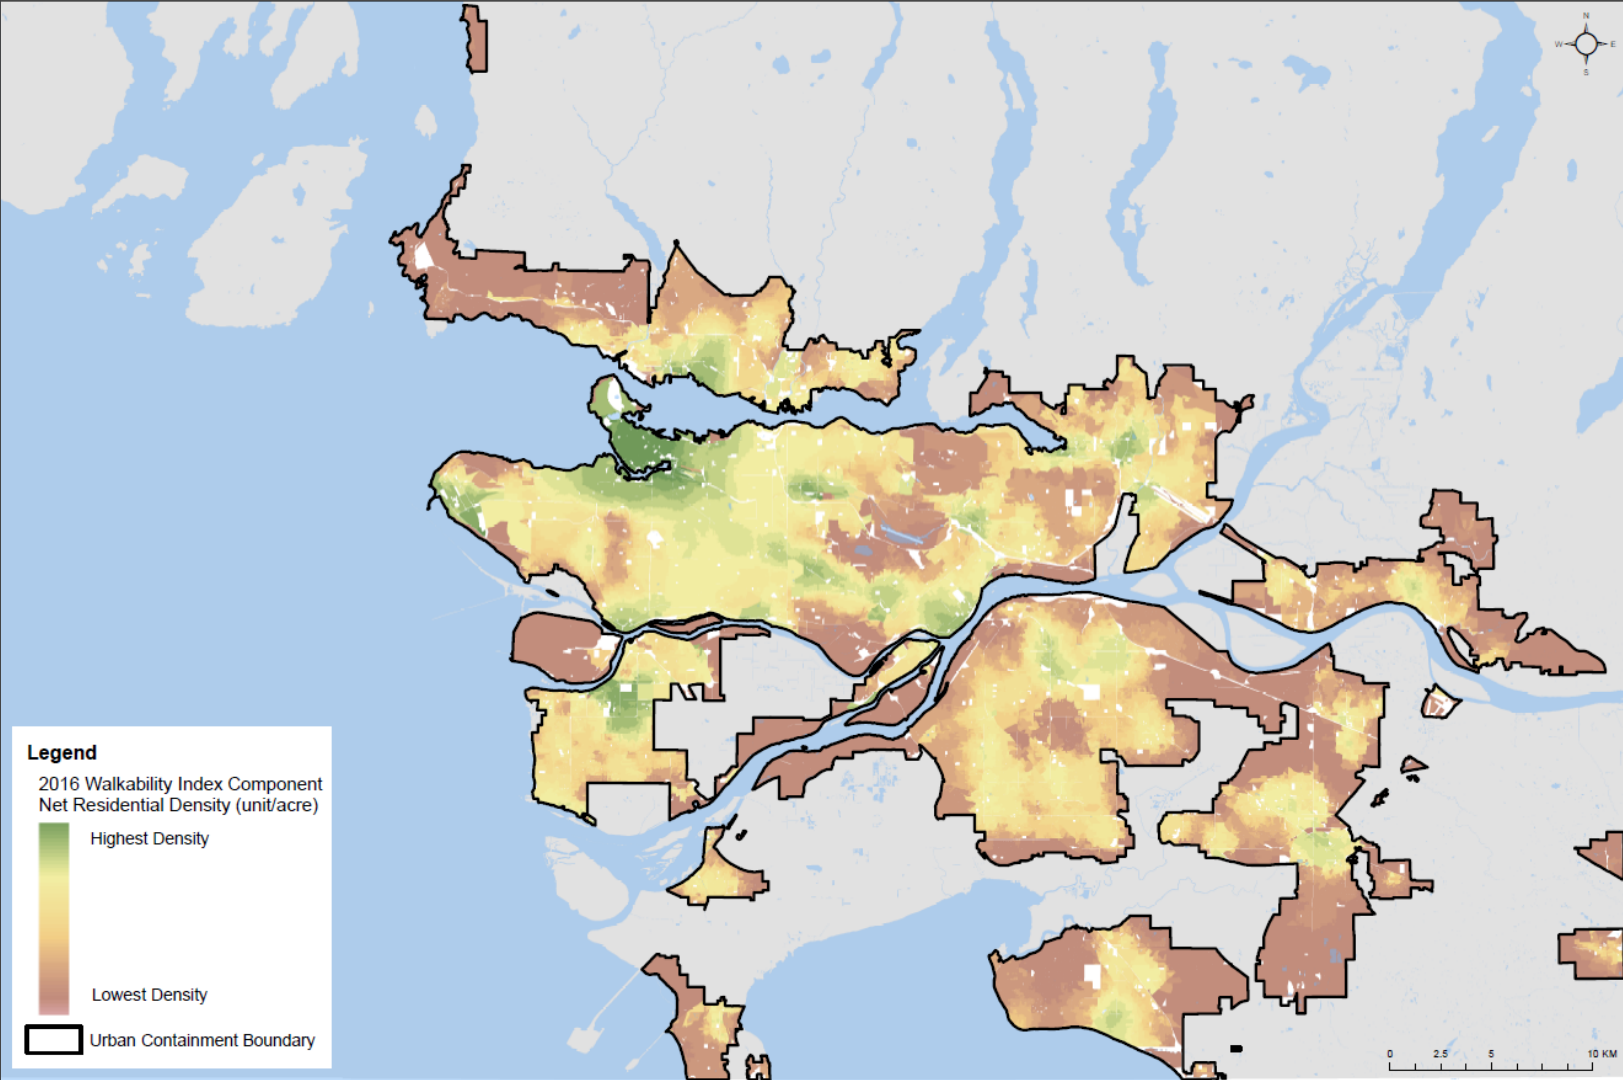 N
W E
S
Legend
2016 Walkability Index Component
Net Residential Density (unit/acre)
Highest Density
Lowest Density
Urban Containment Boundary
0 2.5 5 10 KM